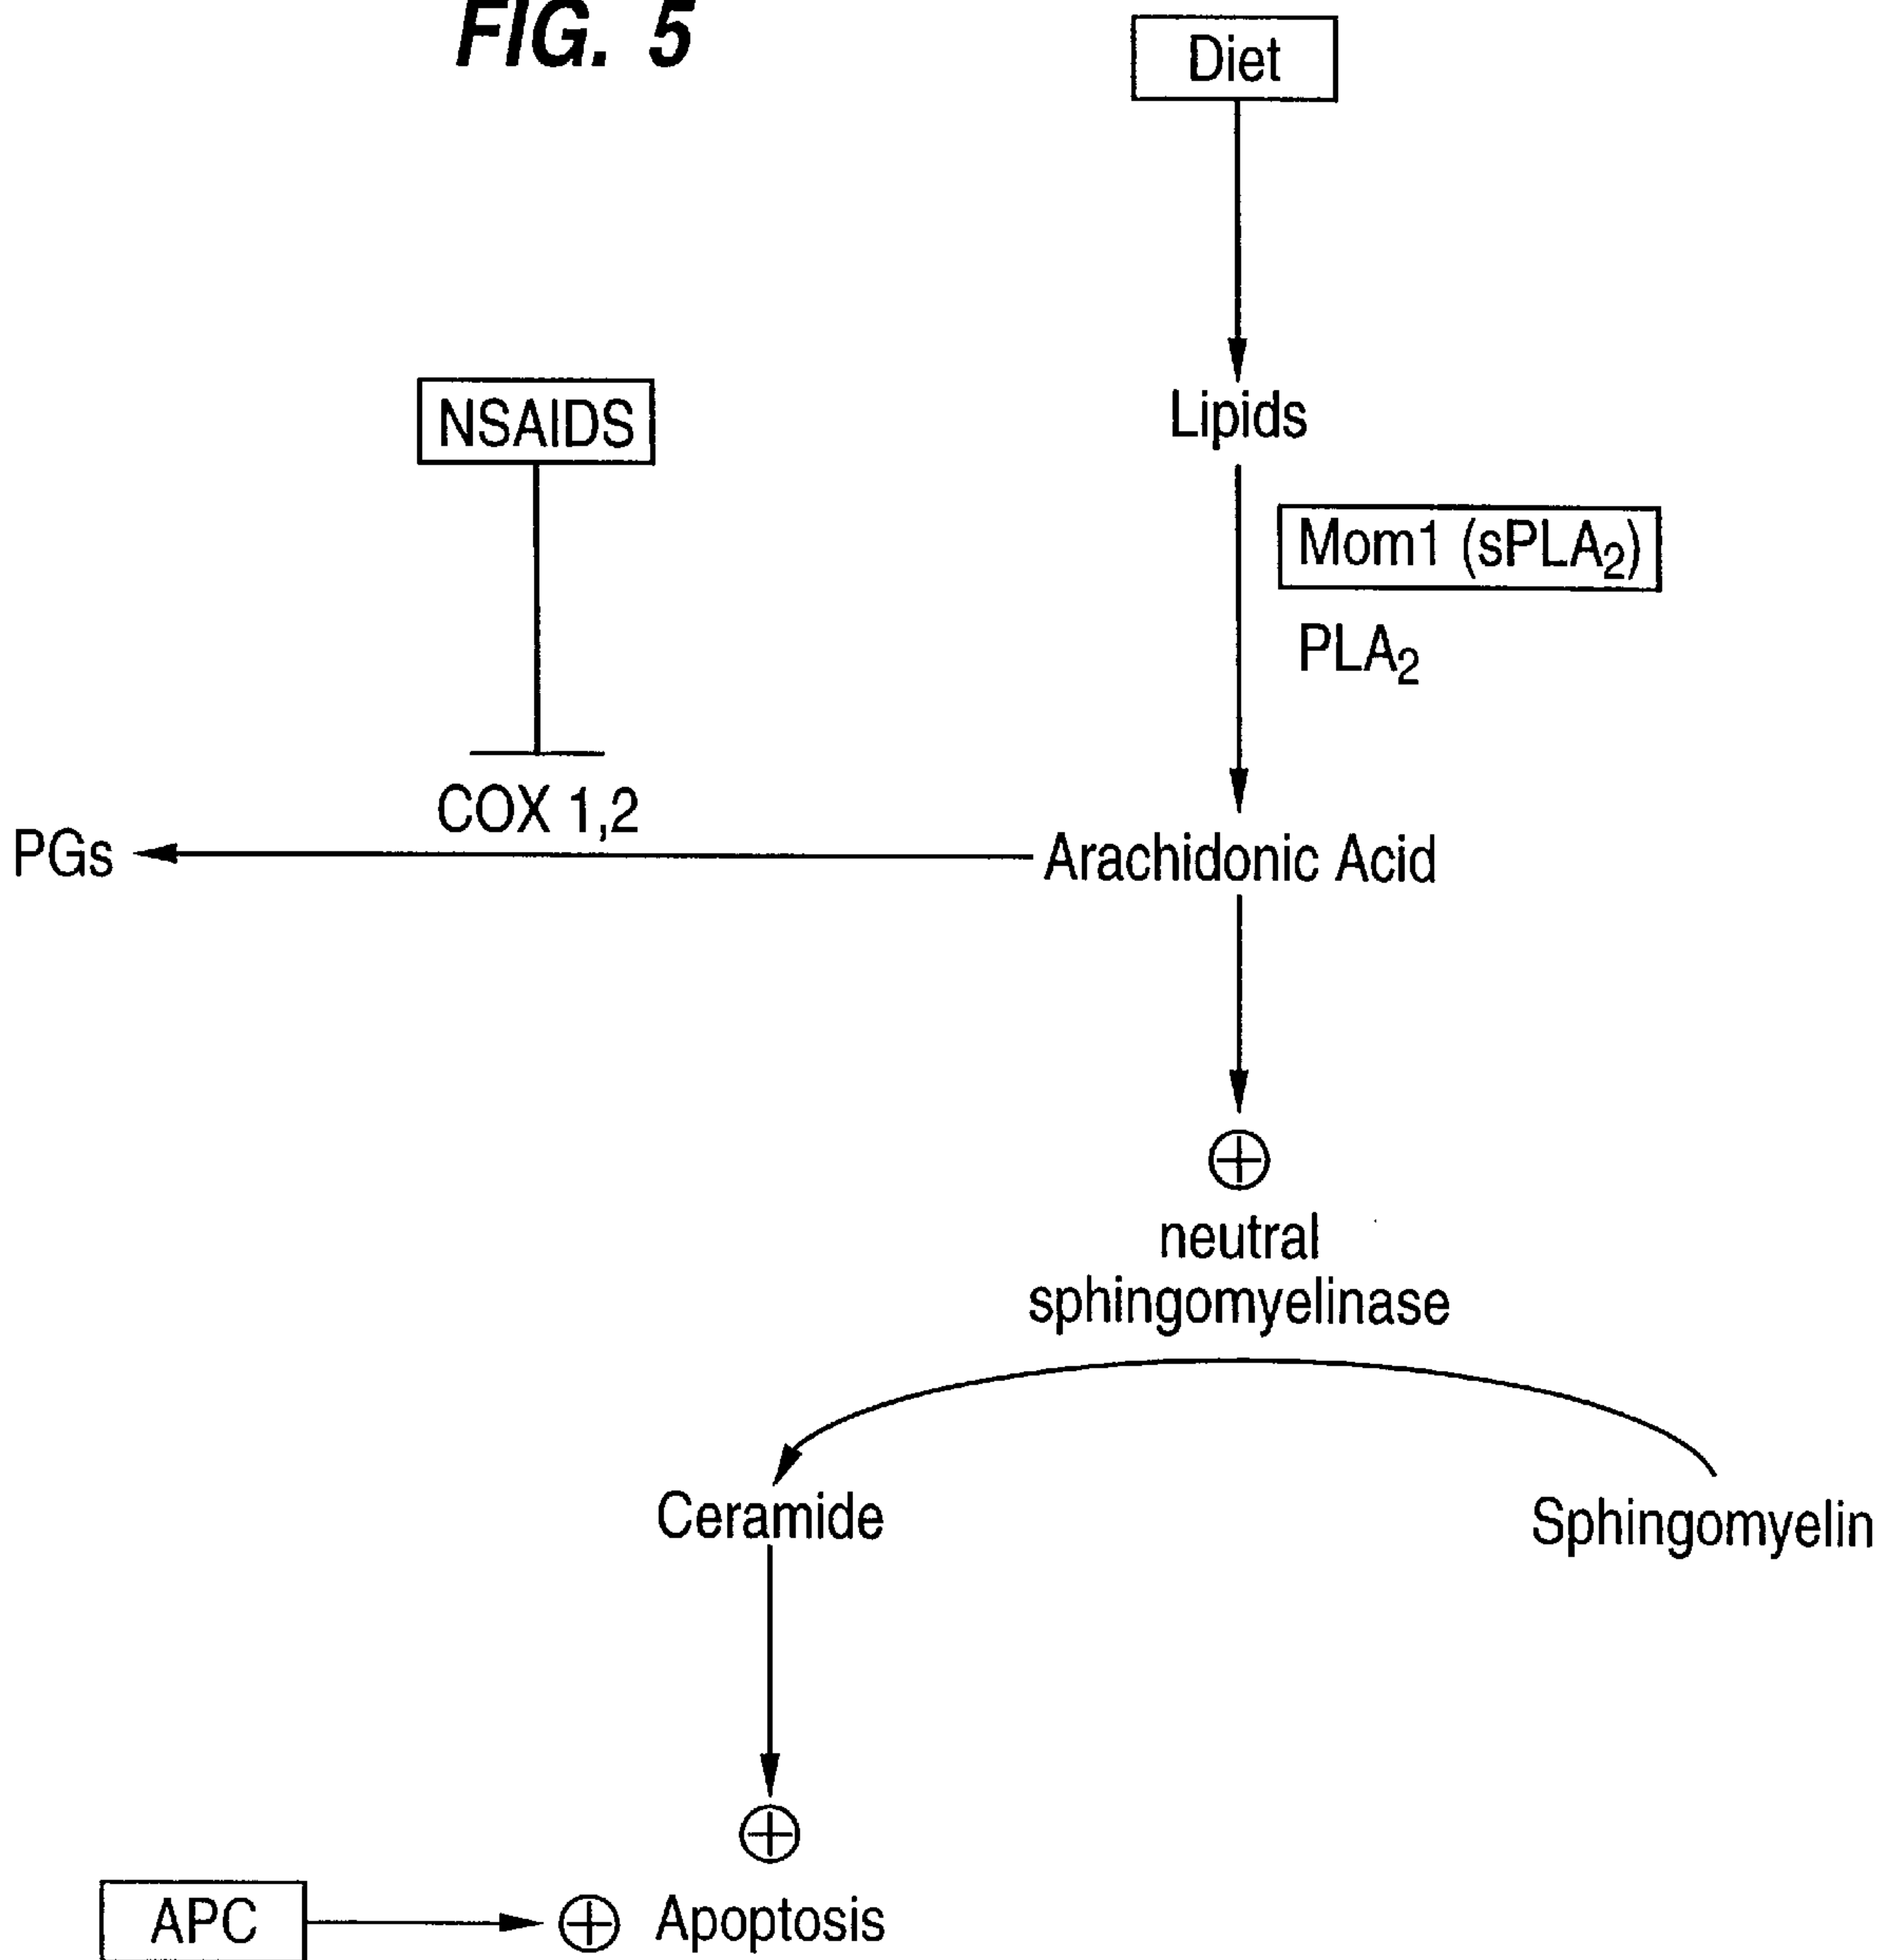 FIG. 5
Diet
Lipids
NSAIDS
Mom1 (sPLA2)
PLA2
COX 1,2
PGs
Arachidonic Acid
neutral
sphingomyelinase
Ceramide
Sphingomyelin
APC
Apoptosis